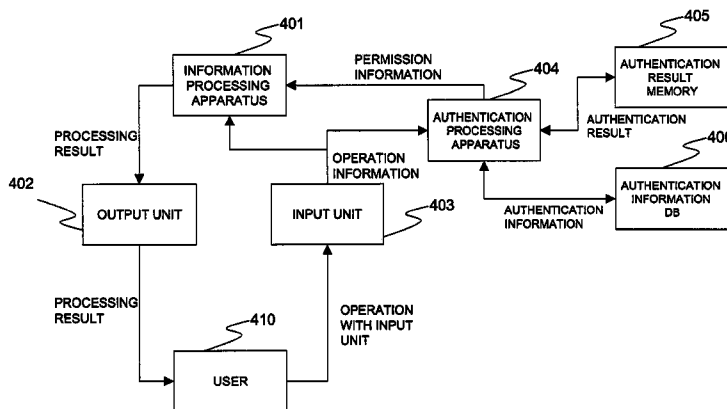 401
INFORMATION
PROCESSING
APPARATUS
PERMISSION
INFORMATION
404
AUTHENTICATION
PROCESSING
APPARATUS
405
AUTHENTICATION
RESULT
MEMORY
AUTHENTICATION
RESULT
PROCESSING
RESULT
OPERATION
INFORMATION
402
OUTPUT UNIT
INPUT UNIT
403
AUTHENTICATION
INFORMATION
406
AUTHENTICATION
INFORMATION
DB
PROCESSING
RESULT
410
USER
OPERATION
WITH INPUT
UNIT